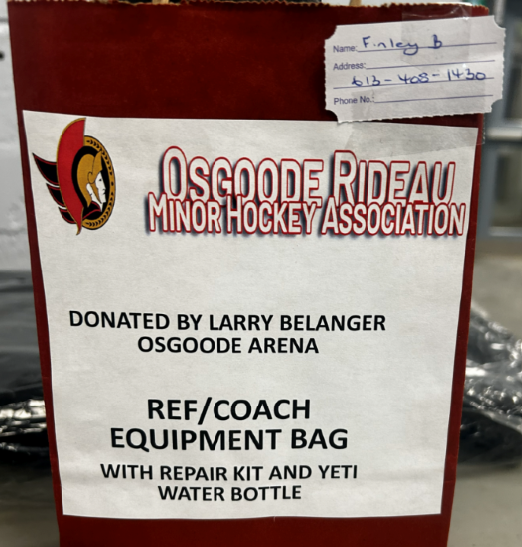 Name: Finley B
Address:
613-408-1430
Phone No.:
OSGOODE RIDEAU
MINOR HOCKEY ASSOCIATION
DONATED BY LARRY BELANGER
OSGOODE ARENA
REF/COACH
EQUIPMENT BAG
WITH REPAIR KIT AND YETI
WATER BOTTLE